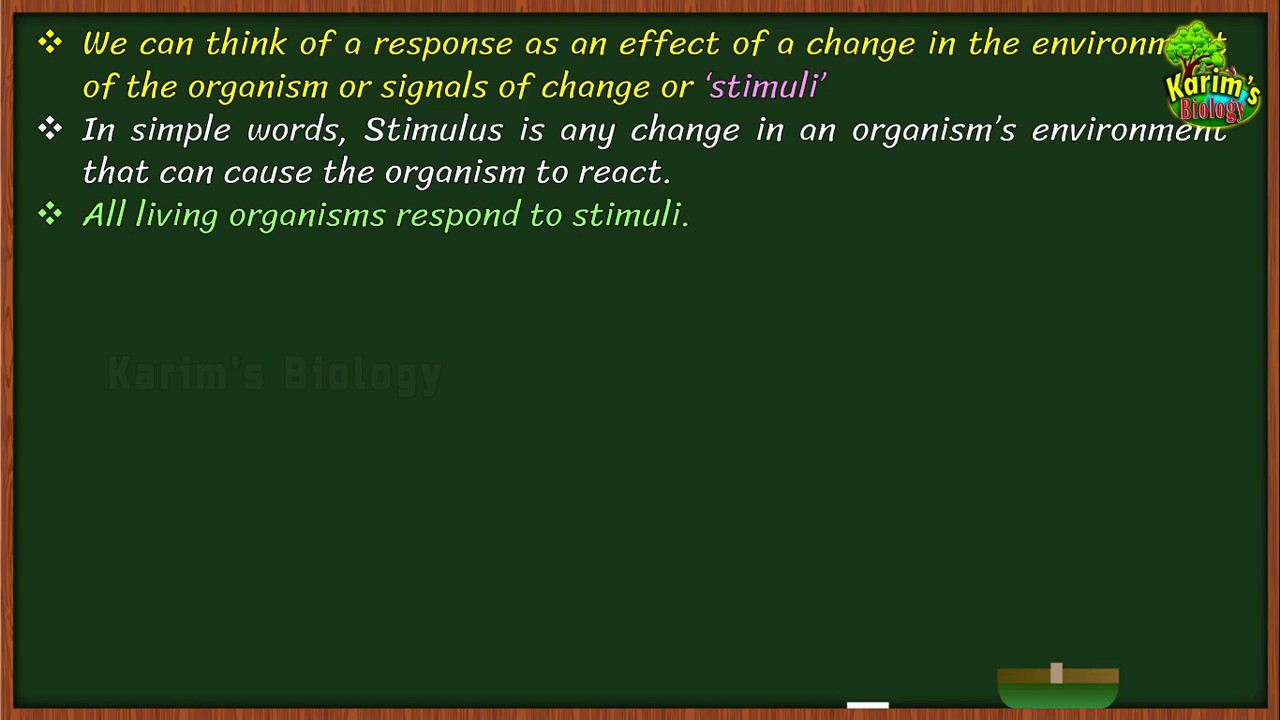 ❖ We can think of a response as an effect of a change in the environment
of the organism or signals of change or ‘stimuli’
❖ In simple words, Stimulus is any change in an organism’s environment
that can cause the organism to react.
❖ All living organisms respond to stimuli.
Karim's
Biology
Karim's Biology